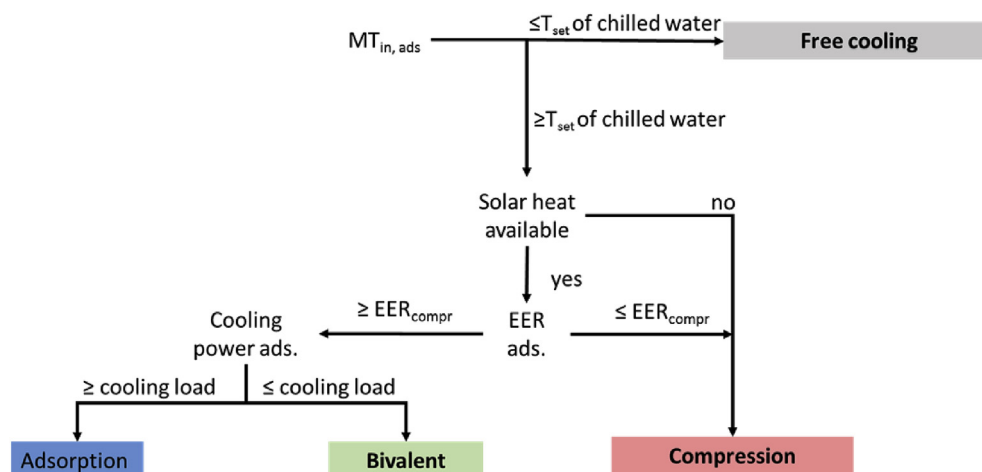 ≤T_set of chilled water
MT_in, ads
Free cooling
≥T_set of chilled water
Solar heat
available
no
yes
≥ EER_compr
EER
ads.
≤ EER_compr
Cooling
power ads.
≥ cooling load
≤ cooling load
Adsorption
Bivalent
Compression